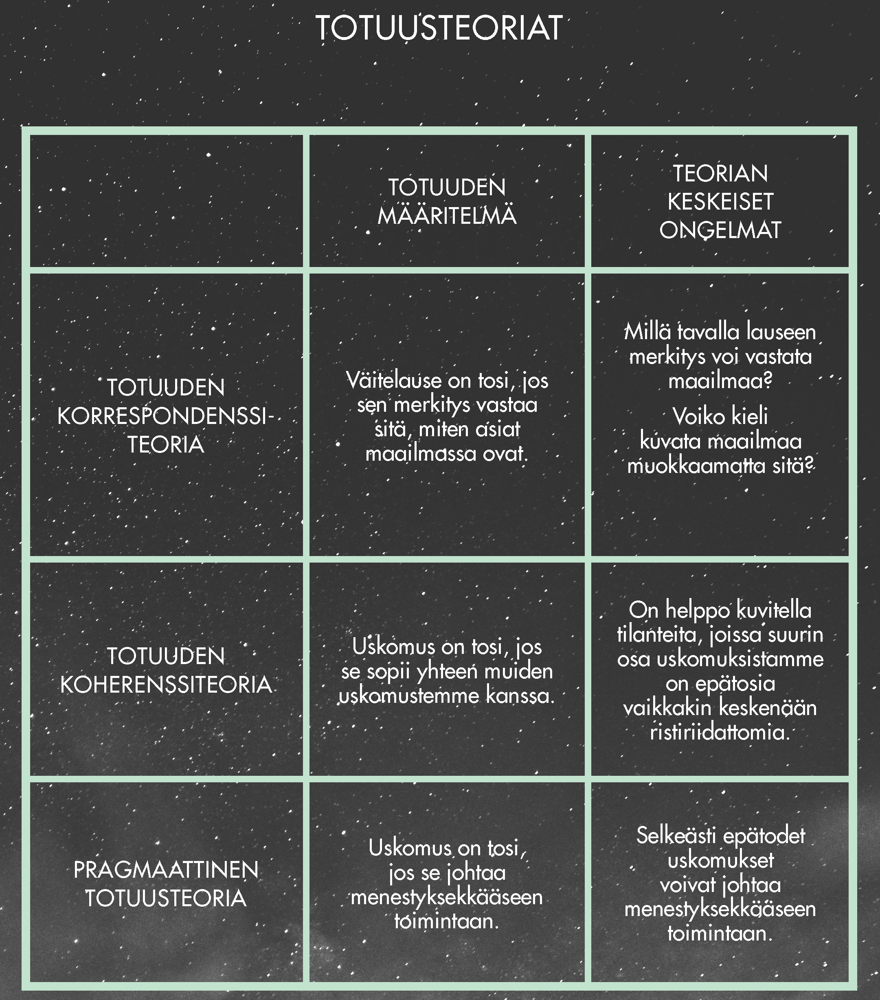 TOTUUSTEORIAT
TOTUUDEN
MÄÄRITELMÄ
TEORIAN
KESKEISET
ONGELMAT
TOTUUDEN
KORRESPONDENSSI-
TEORIA
Väitelause on tosi, jos
sen merkitys vastaa
sitä, miten asiat
maailmassa ovat.
Millä tavalla lauseen
merkitys voi vastata
maailmaa?
Voiko kieli
kuvata maailmaa
muokkaamatta sitä?
TOTUUDEN
KOHERENSSITEORIA
Uskomus on tosi, jos
se sopii yhteen muiden
uskomustemme kanssa.
On helppo kuvitella
tilanteita, joissa suurin
osa uskomuksistamme
on epätosia
vaikkakin keskenään
ristiriidattomia.
PRAGMAATTINEN
TOTUUSTEORIA
Uskomus on tosi,
jos se johtaa
menestyksekkääseen
toimintaan.
Selkeästi epätodet
uskomukset
voivat johtaa
menestyksekkääseen
toimintaan.